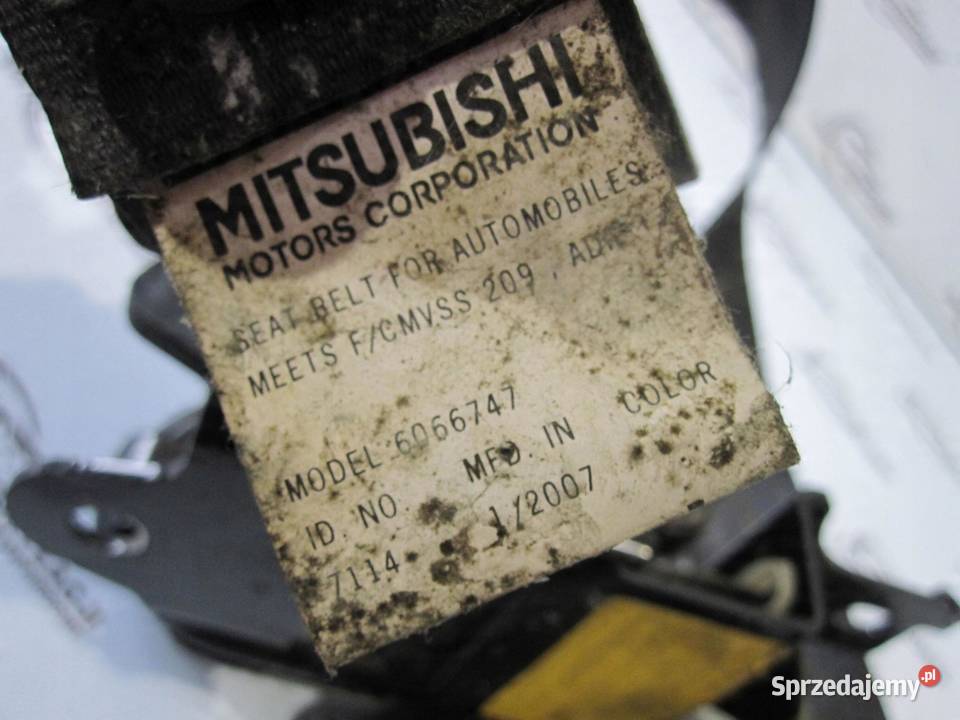 MITSUBISHI
MOTORS CORPORATION
SEAT BELT FOR AUTOMOBILES
MEETS F/CMVSS 209 ,
MODEL 6066747
ID. NO. MFD. IN COLOR
7114 1/2007
Sprzedajemy.pl